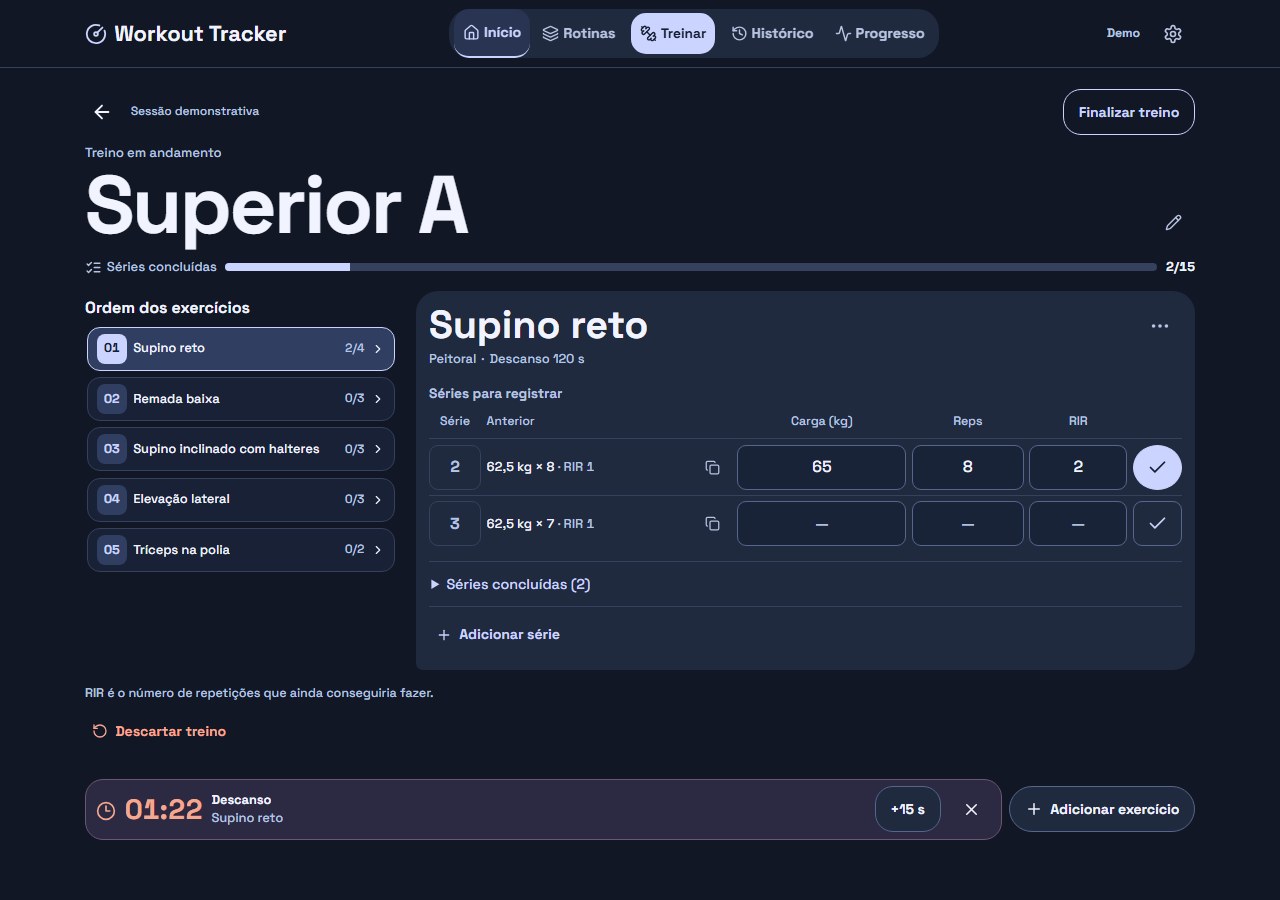 Workout Tracker
Início
Rotinas
Treinar
Histórico
Progresso
Demo
Sessão demonstrativa
Finalizar treino
Treino em andamento
Superior A
Séries concluídas
2/15
Ordem dos exercícios
01 Supino reto 2/4
02 Remada baixa 0/3
03 Supino inclinado com halteres 0/3
04 Elevação lateral 0/3
05 Tríceps na polia 0/2
Supino reto
Peitoral · Descanso 120 s
Séries para registrar
Série Anterior Carga (kg) Reps RIR
2 62,5 kg × 8 · RIR 1 65 8 2
3 62,5 kg × 7 · RIR 1 — — —
Séries concluídas (2)
Adicionar série
RIR é o número de repetições que ainda conseguiria fazer.
Descartar treino
01:22
Descanso
Supino reto
+15 s
Adicionar exercício